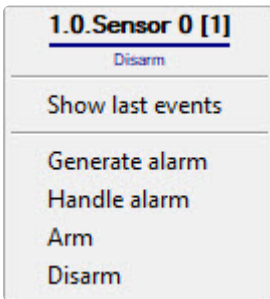 1.0.Sensor 0 [1]
Disarm
Show last events
Generate alarm
Handle alarm
Arm
Disarm